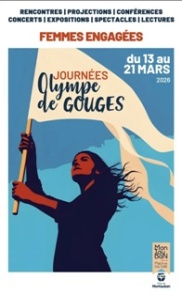 RENCONTRES | PROJECTIONS | CONFÉRENCES
CONCERTS | EXPOSITIONS | SPECTACLES | LECTURES
FEMMES ENGAGÉES
du 13 au
21 MARS
2026
JOURNÉES
Olympe
de GOUGES
Montauban